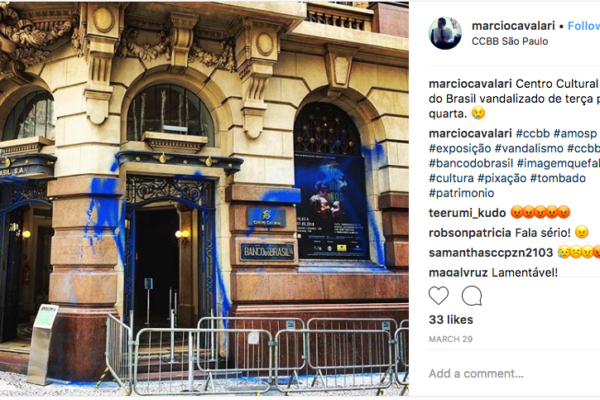 marciocavalari • Follow
CCBB São Paulo
marciocavalari Centro Cultural
do Brasil vandalizado de terça p
quarta. 😢
marciocavalari #ccbb #amosp
#exposição #vandalismo #ccbb
#bancodobrasil #imagemquefal
#cultura #pixação #tombado
#patrimonio
teerumi_kudo 😡😡😡😡😡
robsonpatricia Fala sério! 😠
samanthasccpzn2103
magalvruz Lamentável!
33 likes
MARCH 29
Add a comment...
SIL S.A.
BANCO DO BRASIL